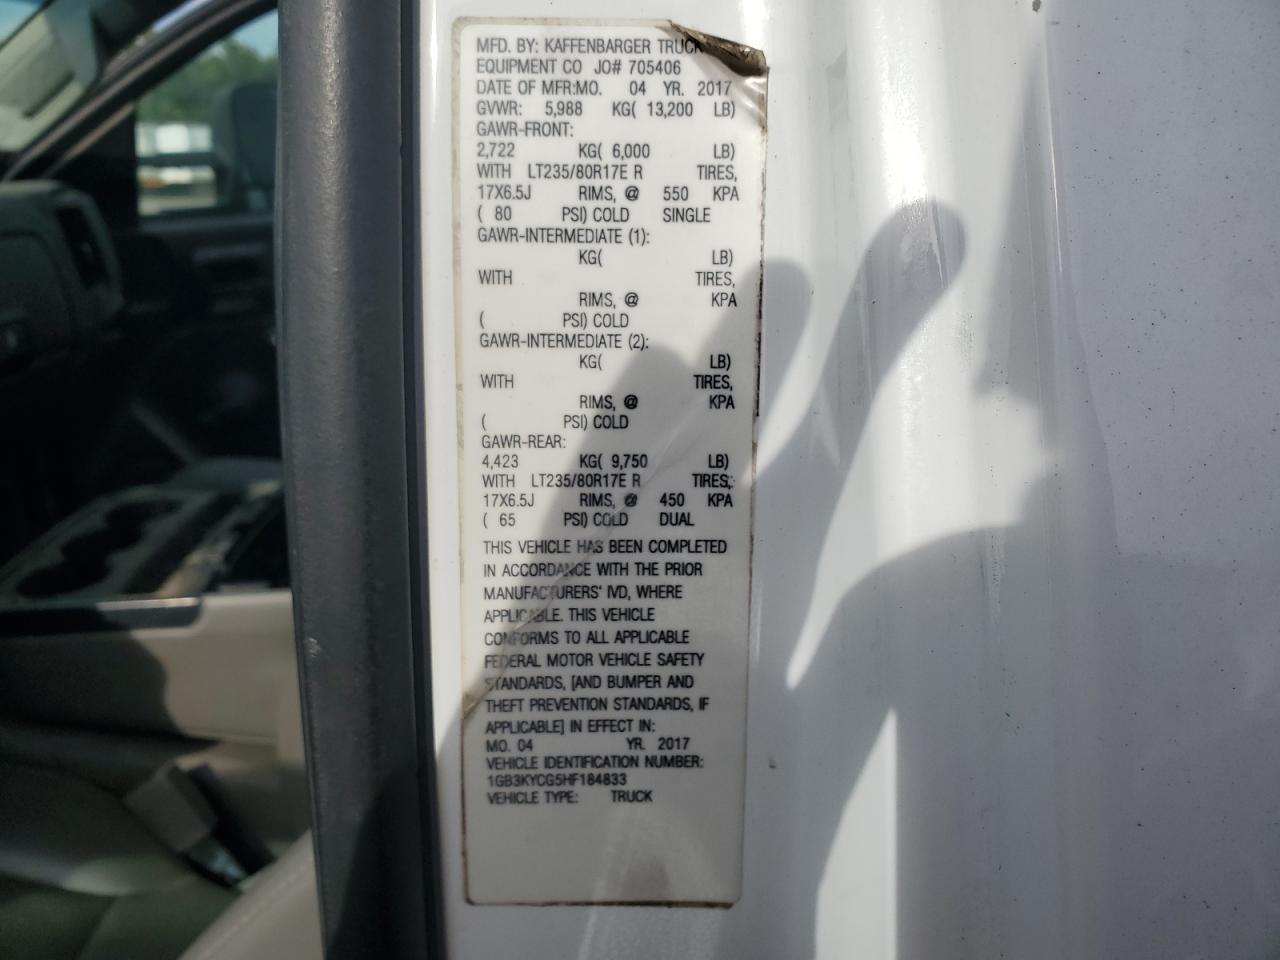 MFD. BY: KAFFENBARGER TRUCK
EQUIPMENT CO JO# 705406
DATE OF MFR:MO. 04 YR. 2017
GVWR: 5,988 KG( 13,200 LB)
GAWR-FRONT:
2,722 KG( 6,000 LB)
WITH LT235/80R17E R TIRES,
17X6.5J RIMS, @ 550 KPA
( 80 PSI) COLD SINGLE
GAWR-INTERMEDIATE (1):
KG( LB)
WITH TIRES,
RIMS, @ KPA
( PSI) COLD
GAWR-INTERMEDIATE (2):
KG( LB)
WITH TIRES,
RIMS, @ KPA
( PSI) COLD
GAWR-REAR:
4,423 KG( 9,750 LB)
WITH LT235/80R17E R TIRES,
17X6.5J RIMS, @ 450 KPA
( 65 PSI) COLD DUAL
THIS VEHICLE HAS BEEN COMPLETED
IN ACCORDANCE WITH THE PRIOR
MANUFACTURERS' IVD, WHERE
APPLICABLE. THIS VEHICLE
CONFORMS TO ALL APPLICABLE
FEDERAL MOTOR VEHICLE SAFETY
STANDARDS, [AND BUMPER AND
THEFT PREVENTION STANDARDS, IF
APPLICABLE] IN EFFECT IN:
MO. 04 YR. 2017
VEHICLE IDENTIFICATION NUMBER:
1GB3KYCG5HF184833
VEHICLE TYPE: TRUCK